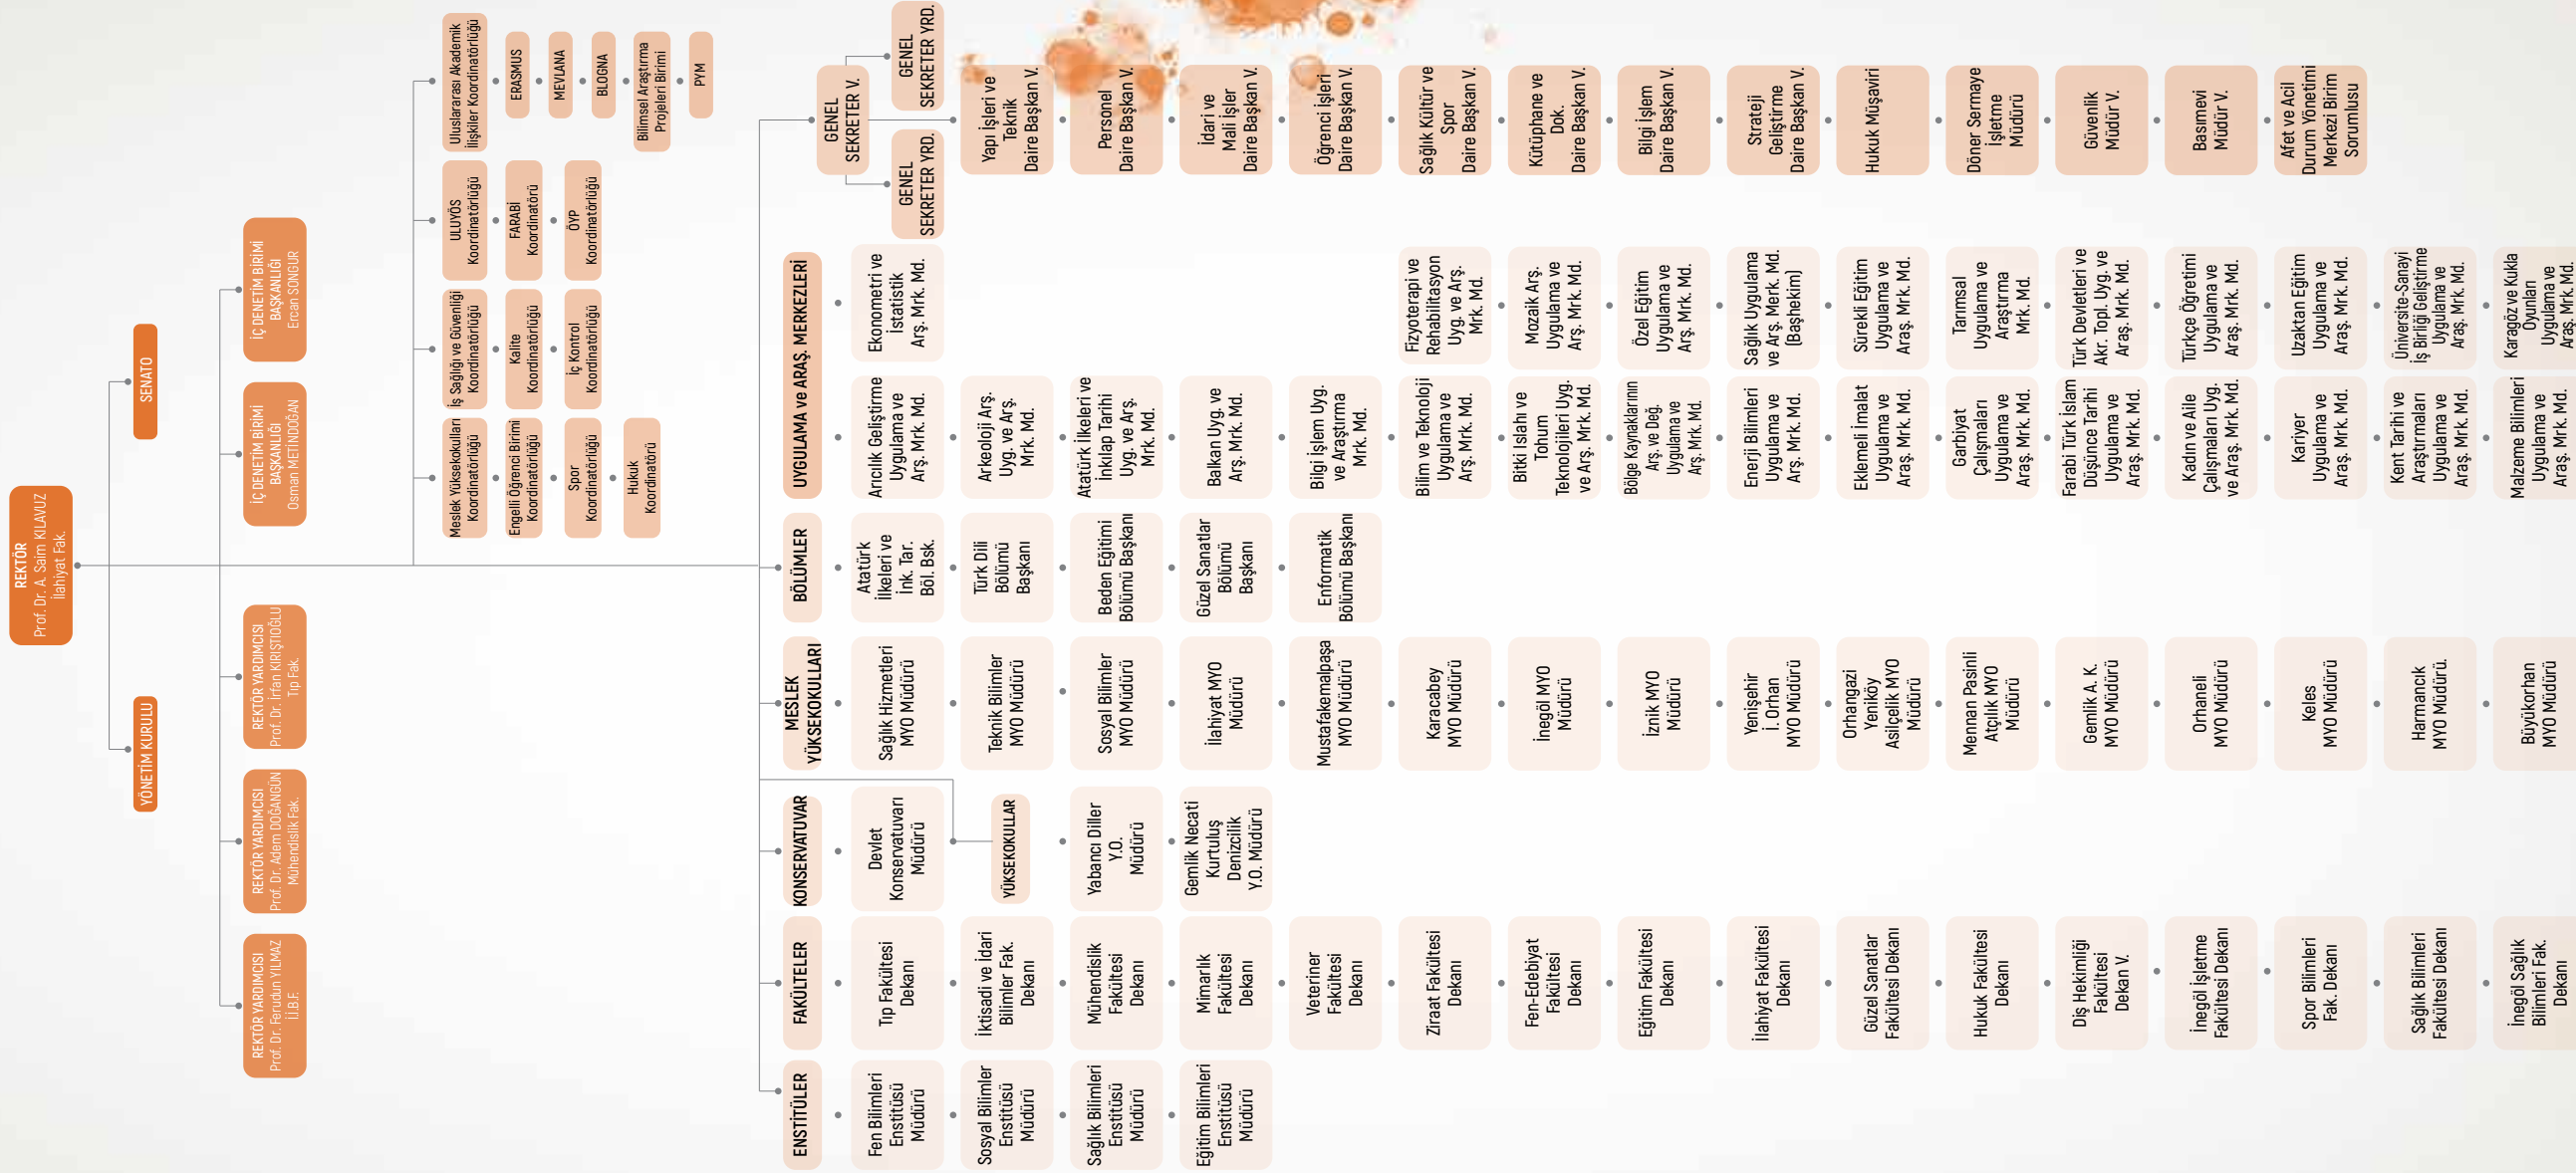 REKTÖR
Prof. Dr. A. Saim KILAVUZ
İlahiyat Fak.
YÖNETİM KURULU
SENATO
REKTÖR YARDIMCISI
Prof. Dr. Ferudun YILMAZ
İ.İ.B.F.
REKTÖR YARDIMCISI
Prof. Dr. Adem DOĞANGÜN
Mühendislik Fak.
REKTÖR YARDIMCISI
Prof. Dr. İrfan KIRIŞTIOĞLU
Tıp Fak.
İÇ DENETİM BİRİMİ
BAŞKANLIĞI
Osman METİNDOĞAN
İÇ DENETİM BİRİMİ
BAŞKANLIĞI
Ercan SONGUR
Meslek Yüksekokulları
Koordinatörlüğü
Engelli Öğrenci Birimi
Koordinatörlüğü
Spor
Koordinatörlüğü
Hukuk
Koordinatörü
İş Sağlığı ve Güvenliği
Koordinatörlüğü
Kalite
Koordinatörlüğü
İç Kontrol
Koordinatörlüğü
ULUYÖS
Koordinatörlüğü
FARABİ
Koordinatörü
ÖYP
Koordinatörlüğü
Uluslararası Akademik
İlişkiler Koordinatörlüğü
ERASMUS
MEVLANA
BLOGNA
Bilimsel Araştırma
Projeleri Birimi
PYM
ENSTİTÜLER
Fen Bilimleri
Enstitüsü
Müdürü
Sosyal Bilimler
Enstitüsü
Müdürü
Sağlık Bilimleri
Enstitüsü
Müdürü
Eğitim Bilimleri
Enstitüsü
Müdürü
FAKÜLTELER
Tıp Fakültesi
Dekanı
İktisadi ve İdari
Bilimler Fak.
Dekanı
Mühendislik
Fakültesi
Dekanı
Mimarlık
Fakültesi
Dekanı
Veteriner
Fakültesi
Dekanı
Ziraat Fakültesi
Dekanı
Fen-Edebiyat
Fakültesi
Dekanı
Eğitim Fakültesi
Dekanı
İlahiyat Fakültesi
Dekanı
Güzel Sanatlar
Fakültesi Dekanı
Hukuk Fakültesi
Dekanı
Diş Hekimliği
Fakültesi
Dekan V.
İnegöl İşletme
Fakültesi Dekanı
Spor Bilimleri
Fak. Dekanı
Sağlık Bilimleri
Fakültesi Dekanı
İnegöl Sağlık
Bilimleri Fak.
Dekanı
KONSERVATUVAR
Devlet
Konservatuvarı
Müdürü
YÜKSEKOKULLAR
Yabancı Diller
Y.O.
Müdürü
Gemlik Necati
Kurtuluş
Denizcilik
Y.O. Müdürü
MESLEK
YÜKSEKOKULLARI
Sağlık Hizmetleri
MYO Müdürü
Teknik Bilimler
MYO Müdürü
Sosyal Bilimler
MYO Müdürü
İlahiyat MYO
Müdürü
Mustafakemalpaşa
MYO Müdürü
Karacabey
MYO Müdürü
İnegöl MYO
Müdürü
İznik MYO
Müdürü
Yenişehir
İ. Orhan
MYO Müdürü
Orhangazi
Yeniköy
Asilçelik MYO
Müdürü
Mennan Pasinli
Atçılık MYO
Müdürü
Gemlik A. K.
MYO Müdürü
Orhaneli
MYO Müdürü
Keles
MYO Müdürü
Harmancık
MYO Müdürü.
Büyükorhan
MYO Müdürü
BÖLÜMLER
Atatürk
İlkeleri ve
İnk. Tar.
Böl. Bsk.
Türk Dili
Bölümü
Başkanı
Beden Eğitimi
Bölümü Başkanı
Güzel Sanatlar
Bölümü
Başkanı
Enformatik
Bölümü Başkanı
UYGULAMA ve ARAŞ. MERKEZLERİ
Arıcılık Geliştirme
Uygulama ve
Arş. Mrk. Md.
Arkeoloji Arş.
Uyg. ve Arş.
Mrk. Md.
Atatürk İlkeleri ve
İnkılap Tarihi
Uyg. ve Arş.
Mrk. Md.
Balkan Uyg. ve
Arş. Mrk. Md.
Bilgi İşlem Uyg.
ve Araştırma
Mrk. Md.
Bilim ve Teknoloji
Uygulama ve
Arş. Mrk. Md.
Bitki Islahı ve
Tohum
Teknolojileri Uyg.
ve Arş. Mrk. Md.
Bölge Kaynaklarının
Arş. ve Değ.
Uygulama ve
Arş. Mrk. Md.
Enerji Bilimleri
Uygulama ve
Arş. Mrk. Md.
Eklemeli İmalat
Uygulama ve
Araş. Mrk. Md.
Garbiyat
Çalışmaları
Uygulama ve
Araş. Mrk. Md.
Farabi Türk İslam
Düşünce Tarihi
Uygulama ve
Araş. Mrk. Md.
Kadın ve Aile
Çalışmaları Uyg.
ve Araş. Mrk. Md.
Kariyer
Uygulama ve
Araş. Mrk. Md.
Kent Tarihi ve
Araştırmaları
Uygulama ve
Araş. Mrk. Md.
Malzeme Bilimleri
Uygulama ve
Araş. Mrk. Md.
Ekonometri ve
İstatistik
Arş. Mrk. Md.
Fizyoterapi ve
Rehabilitasyon
Uyg. ve Arş.
Mrk. Md.
Mozaik Arş.
Uygulama ve
Arş. Mrk. Md.
Özel Eğitim
Uygulama ve
Arş. Mrk. Md.
Sağlık Uygulama
ve Arş. Merk. Md.
(Başhekim)
Sürekli Eğitim
Uygulama ve
Araş. Mrk. Md.
Tarımsal
Uygulama ve
Araştırma
Mrk. Md.
Türk Devletleri ve
Akr. Topl. Uyg. ve
Araş. Mrk. Md.
Türkçe Öğretimi
Uygulama ve
Araş. Mrk. Md.
Uzaktan Eğitim
Uygulama ve
Araş. Mrk. Md.
Üniversite-Sanayi
İş Birliği Geliştirme
Uygulama ve
Araş. Mrk. Md.
Karagöz ve Kukla
Oyunları
Uygulama ve
Araş. Mrk. Md.
GENEL
SEKRETER V.
GENEL
SEKRETER YRD.
GENEL
SEKRETER YRD.
Yapı İşleri ve
Teknik
Daire Başkan V.
Personel
Daire Başkan V.
İdari ve
Mali İşler
Daire Başkan V.
Öğrenci İşleri
Daire Başkan V.
Sağlık Kültür ve
Spor
Daire Başkan V.
Kütüphane ve
Dok.
Daire Başkan V.
Bilgi İşlem
Daire Başkan V.
Strateji
Geliştirme
Daire Başkan V.
Hukuk Müşaviri
Döner Sermaye
İşletme
Müdürü
Güvenlik
Müdür V.
Basımevi
Müdür V.
Afet ve Acil
Durum Yönetimi
Merkezi Birim
Sorumlusu